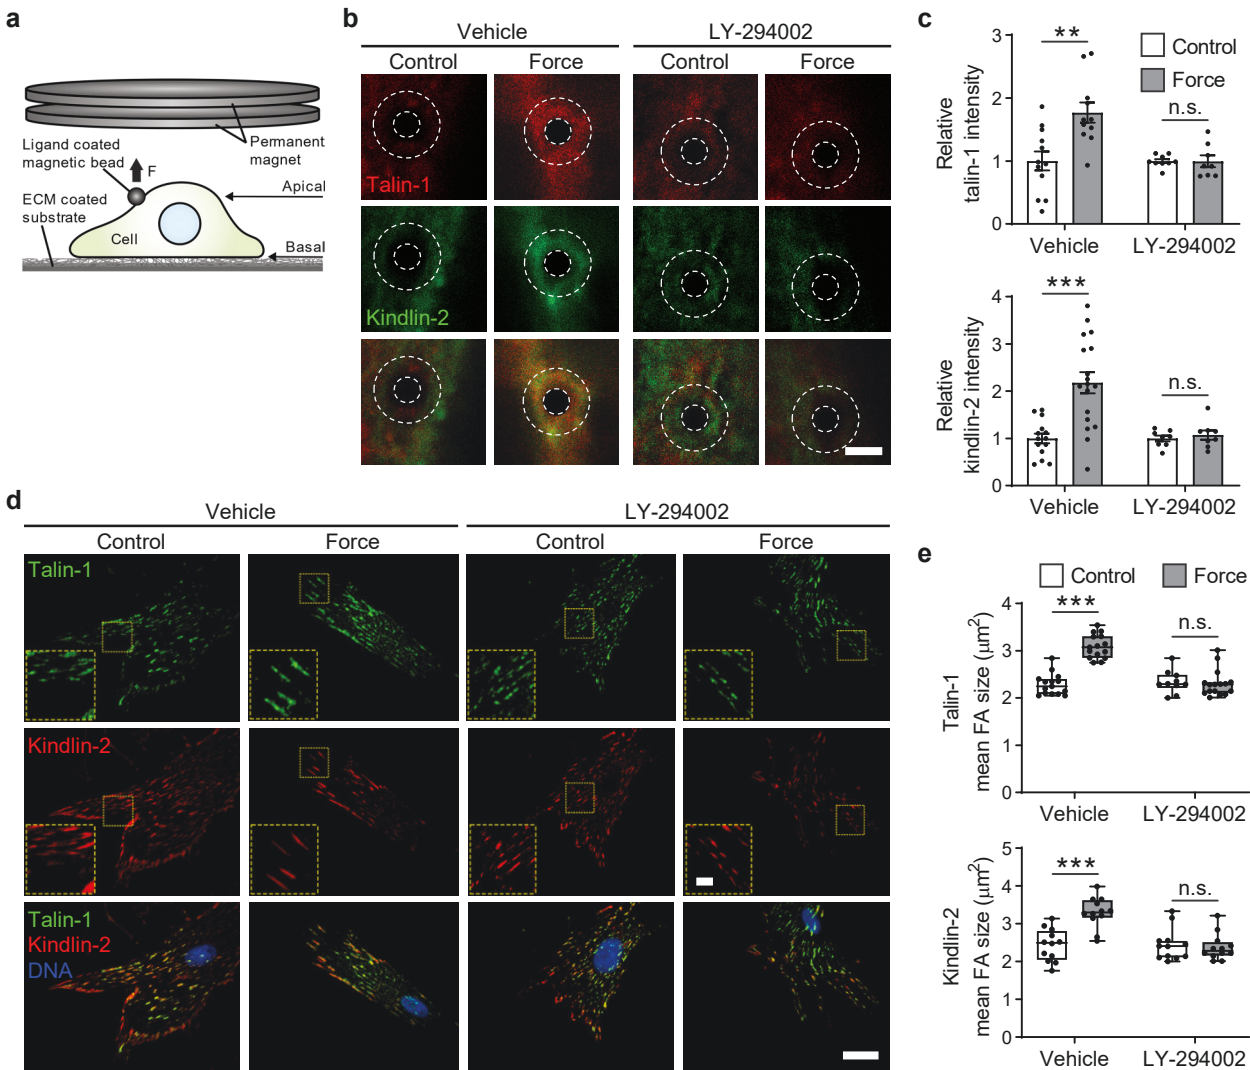 a
Permanent
magnet
Ligand coated
magnetic bead
F
ECM coated
substrate
Apical
Cell
Basal
b
Vehicle
LY-294002
Control
Force
Control
Force
Talin-1
Kindlin-2
c
Control
Force
Relative
talin-1 intensity
3
2
1
0
**
n.s.
Vehicle
LY-294002
Relative
kindlin-2 intensity
4
3
2
1
0
***
n.s.
Vehicle
LY-294002
d
Vehicle
LY-294002
Control
Force
Control
Force
Talin-1
Kindlin-2
Talin-1
Kindlin-2
DNA
e
Control
Force
Talin-1
mean FA size (μm²)
4
3
2
1
0
***
n.s.
Vehicle
LY-294002
Kindlin-2
mean FA size (μm²)
5
4
3
2
1
0
***
n.s.
Vehicle
LY-294002